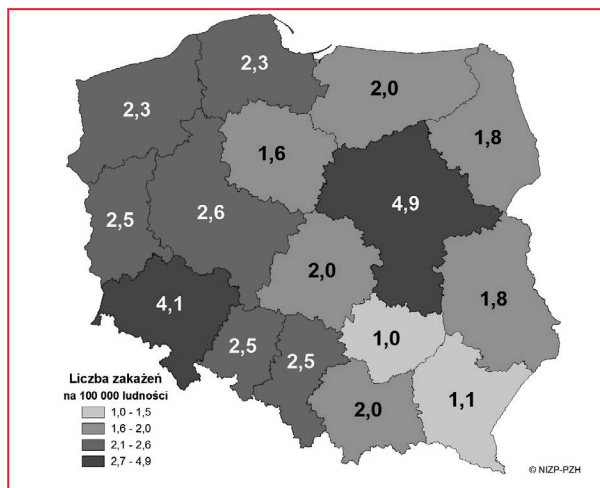 2,3
2,3
2,0
1,8
1,6
4,9
2,5
2,6
2,0
1,8
4,1
1,0
2,5
2,5
1,1
2,0
Liczba zakażeń
na 100 000 ludności
1,0 - 1,5
1,6 - 2,0
2,1 - 2,6
2,7 - 4,9
© NIZP-PZH